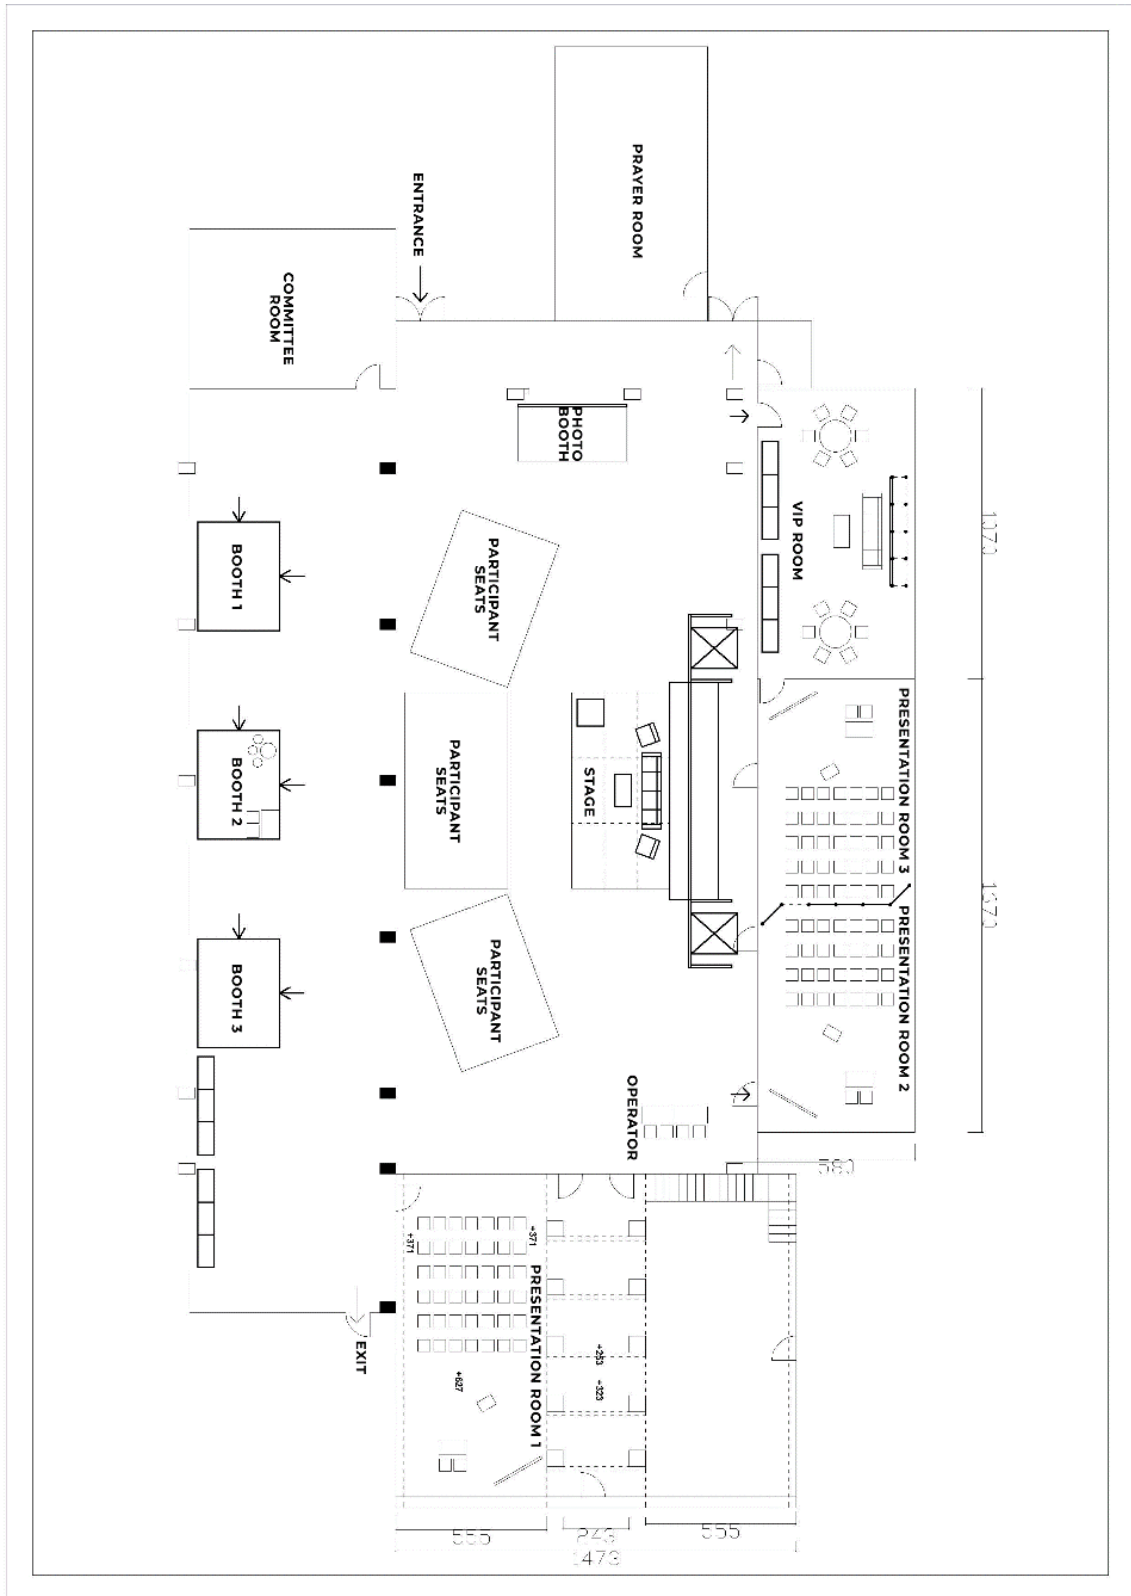 PRAYER ROOM
ENTRANCE
COMMITTEE
ROOM
PHOTO
BOOTH
VIP ROOM
BOOTH 1
PARTICIPANT
SEATS
BOOTH 2
PARTICIPANT
SEATS
STAGE
PRESENTATION ROOM 3
PRESENTATION ROOM 2
BOOTH 3
PARTICIPANT
SEATS
OPERATOR
580
+371
+371
PRESENTATION ROOM 1
EXIT
+627
+263
+323
555
243
555
1473